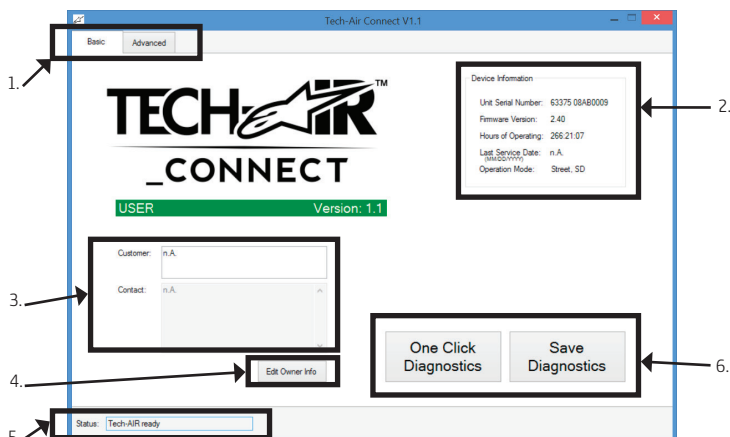 Tech-Air Connect V1.1
Basic Advanced
1.
TECH-AIR™
_CONNECT
USER Version: 1.1
Device Information
Unit Serial Number: 63375 08AB0009
Firmware Version: 2.40
Hours of Operating: 266:21:07
Last Service Date: n.A.
(MM/DD/YYYY)
Operation Mode: Street, SD
2.
Customer: n.A.
Contact: n.A.
3.
Edit Owner Info
4.
One Click
Diagnostics
Save
Diagnostics
6.
Status: Tech-AIR ready
5.